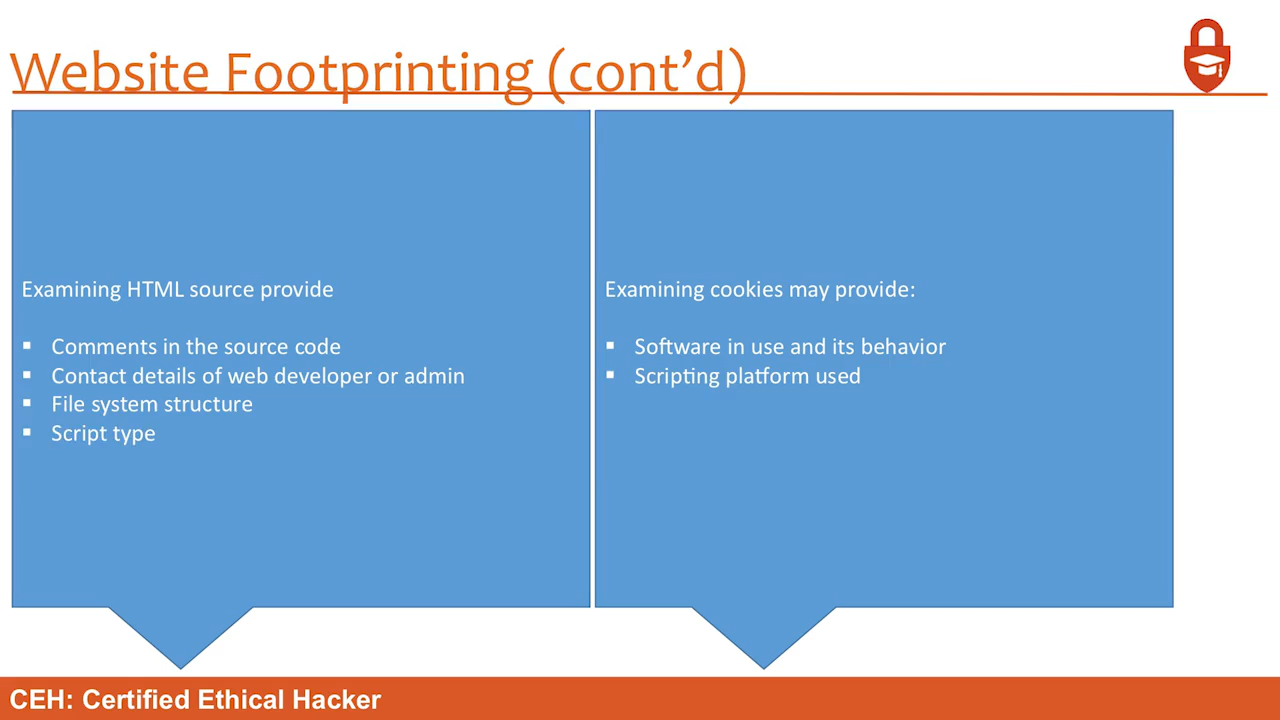 Website Footprinting (cont’d)
Examining HTML source provide
▪ Comments in the source code
▪ Contact details of web developer or admin
▪ File system structure
▪ Script type
Examining cookies may provide:
▪ Software in use and its behavior
▪ Scripting platform used
CEH: Certified Ethical Hacker